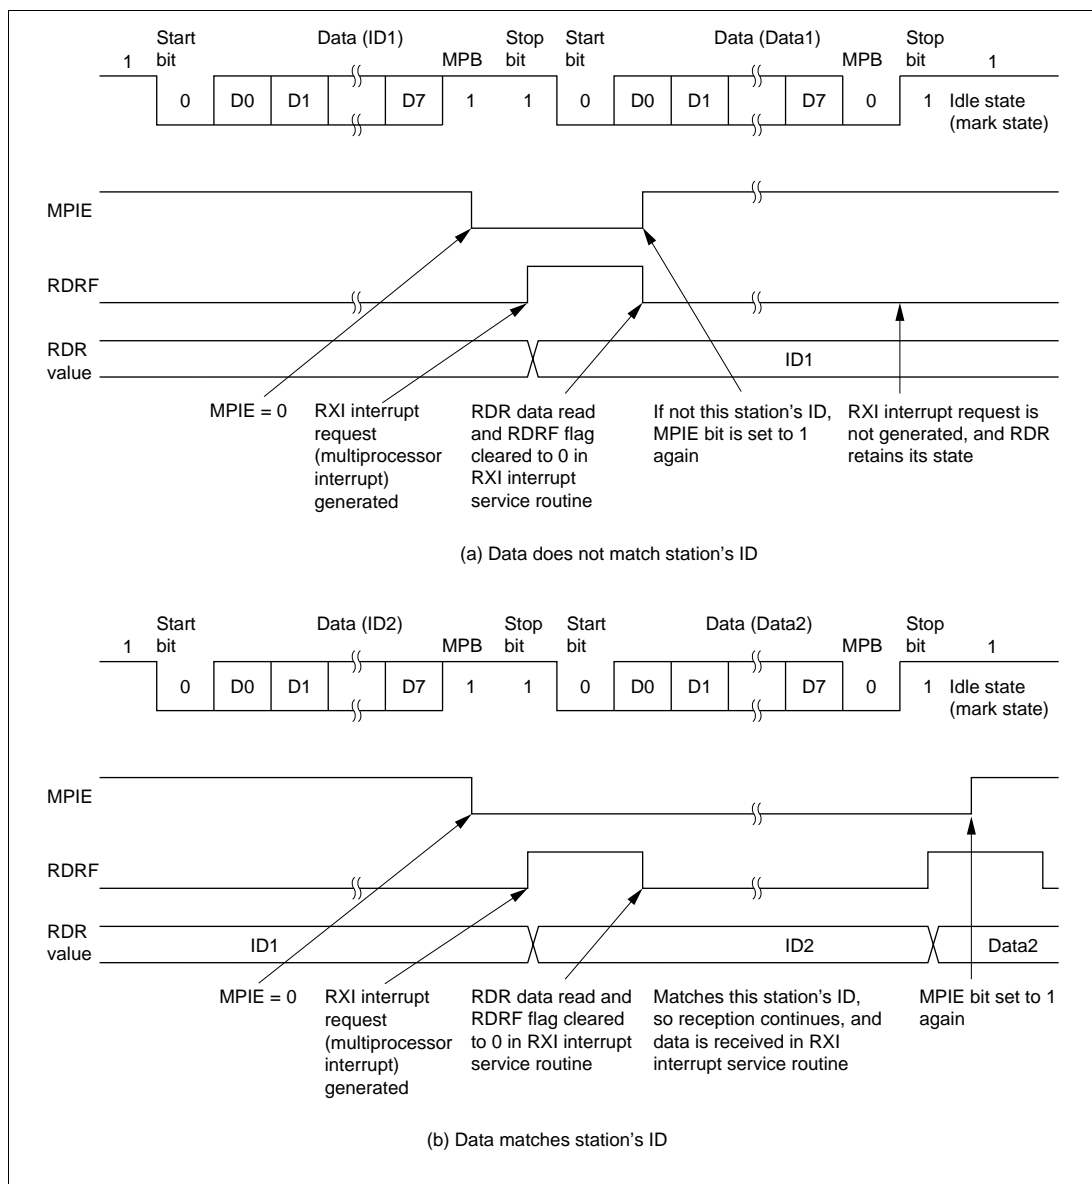 Start bit Data (ID1) Stop bit Start bit Data (Data1) Stop bit
1 MPB MPB 1
0 D0 D1 D7 1 1 0 D0 D1 D7 0 1 Idle state (mark state)
MPIE
RDRF
RDR value
ID1
MPIE = 0
RXI interrupt
request
(multiprocessor
interrupt)
generated
RDR data read
and RDRF flag
cleared to 0 in
RXI interrupt
service routine
If not this station's ID,
MPIE bit is set to 1
again
RXI interrupt request is
not generated, and RDR
retains its state
(a) Data does not match station's ID
Start bit Data (ID2) Stop bit Start bit Data (Data2) Stop bit
1 MPB MPB 1
0 D0 D1 D7 1 1 0 D0 D1 D7 0 1 Idle state (mark state)
MPIE
RDRF
RDR value
ID1 ID2 Data2
MPIE = 0
RXI interrupt
request
(multiprocessor
interrupt)
generated
RDR data read and
RDRF flag cleared
to 0 in RXI interrupt
service routine
Matches this station's ID,
so reception continues, and
data is received in RXI
interrupt service routine
MPIE bit set to 1
again
(b) Data matches station's ID